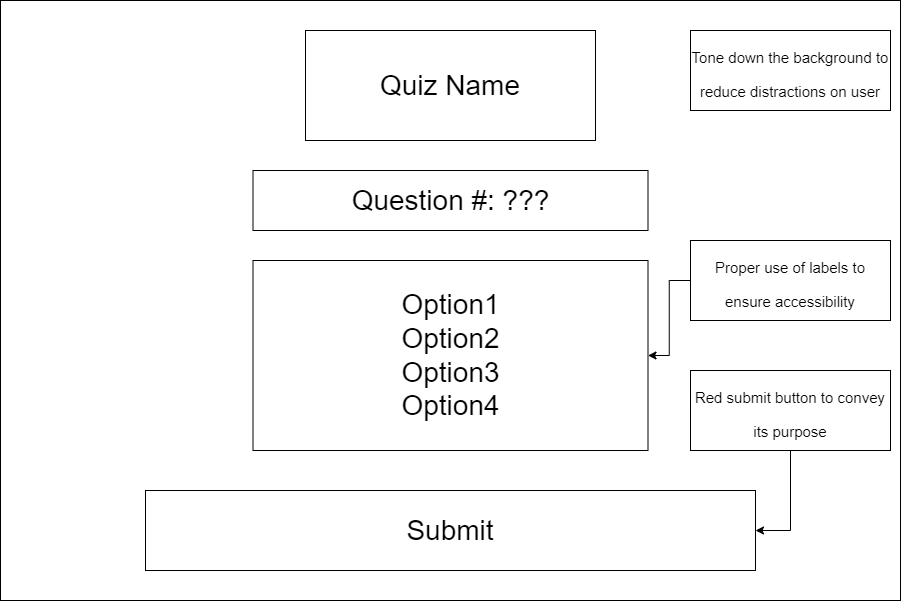 Quiz Name
Tone down the background to
reduce distractions on user
Question #: ???
Proper use of labels to
ensure accessibility
Option1
Option2
Option3
Option4
Red submit button to convey
its purpose
Submit